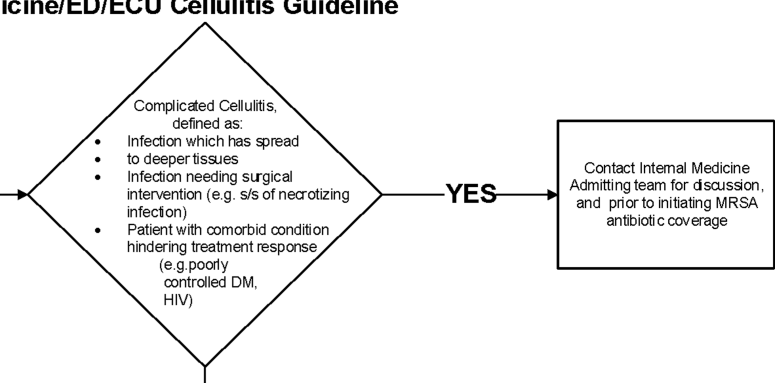 icine/ED/ECU Cellulitis Guideline
Complicated Cellulitis,
defined as:
• Infection which has spread
• to deeper tissues
• Infection needing surgical
intervention (e.g. s/s of necrotizing
infection)
• Patient with comorbid condition
hindering treatment response
(e.g.poorly
controlled DM,
HIV)
YES
Contact Internal Medicine
Admitting team for discussion,
and prior to initiating MRSA
antibiotic coverage